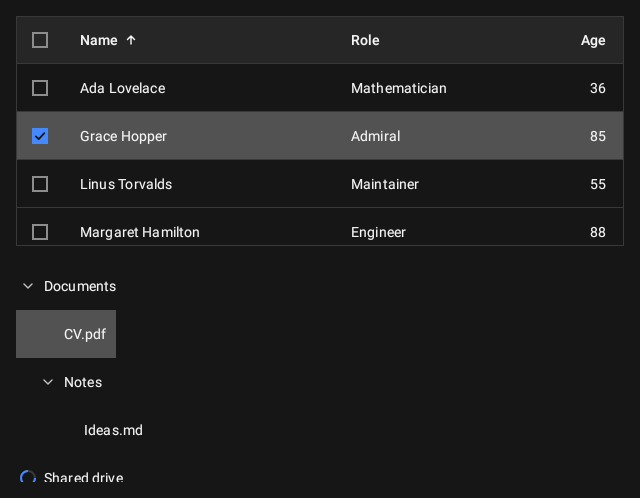 Name Role Age
Ada Lovelace Mathematician 36
Grace Hopper Admiral 85
Linus Torvalds Maintainer 55
Margaret Hamilton Engineer 88
Documents
CV.pdf
Notes
Ideas.md
Shared drive